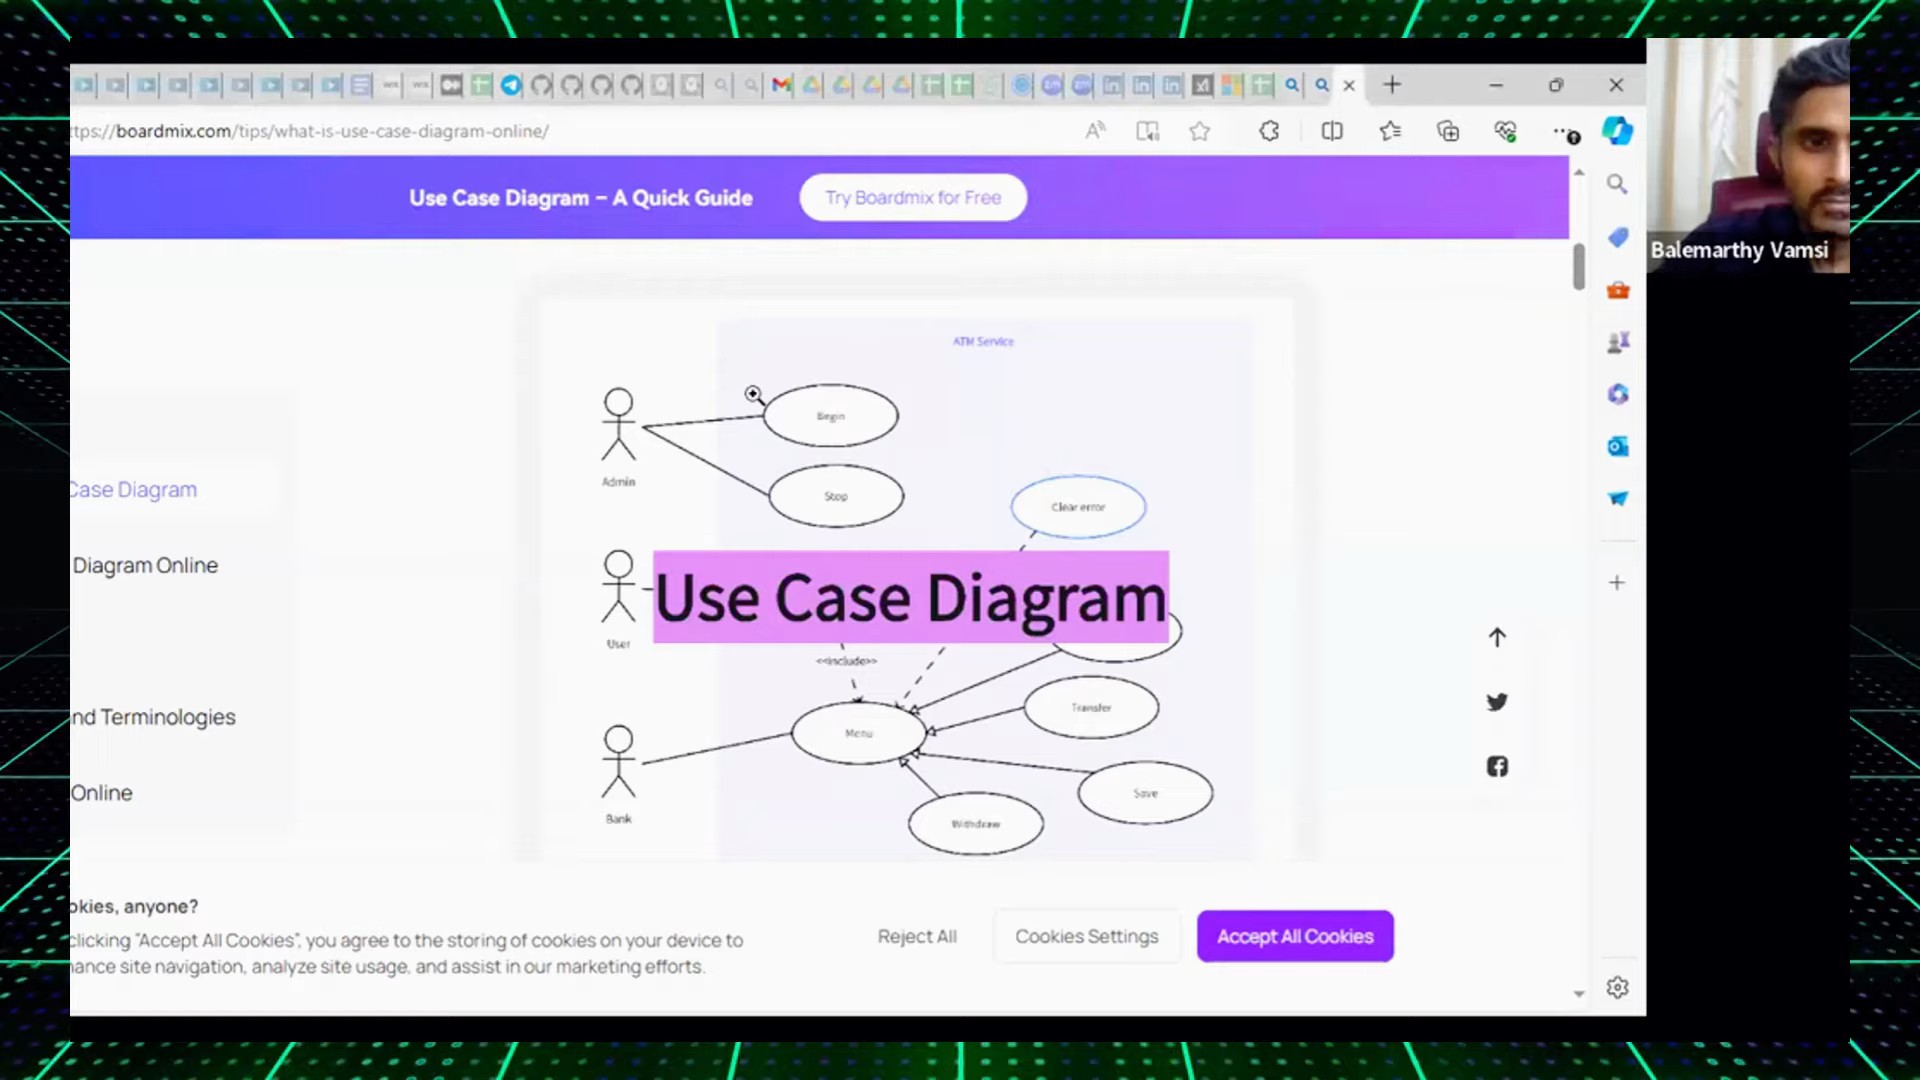 ttps://boardmix.com/tips/what-is-use-case-diagram-online/
Use Case Diagram – A Quick Guide
Try Boardmix for Free
Balemarthy Vamsi
ATM Service
Begin
Admin
Stop
Case Diagram
Clear error
Diagram Online
Use Case Diagram
User
<<include>>
Transfer
nd Terminologies
Menu
Online
Save
Bank
Withdraw
okies, anyone?
clicking "Accept All Cookies", you agree to the storing of cookies on your device to
hance site navigation, analyze site usage, and assist in our marketing efforts.
Reject All
Cookies Settings
Accept All Cookies